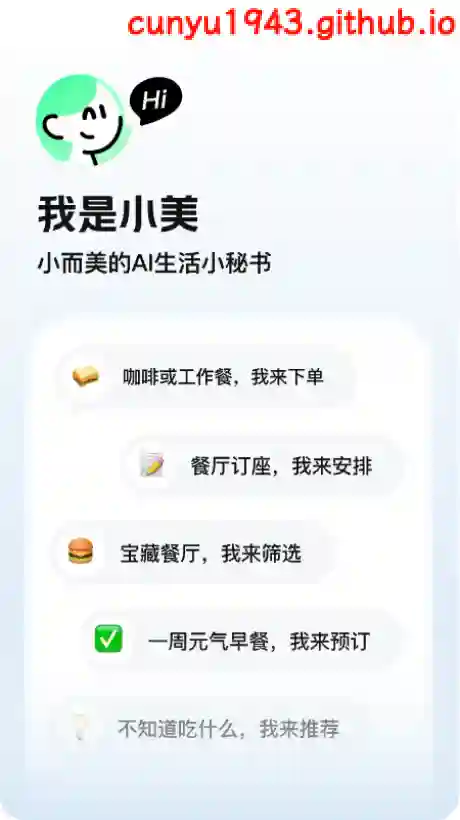 cunyu1943.github.io
Hi
我是小美
小而美的AI生活小秘书
咖啡或工作餐，我来下单
餐厅订座，我来安排
宝藏餐厅，我来筛选
一周元气早餐，我来预订
不知道吃什么，我来推荐